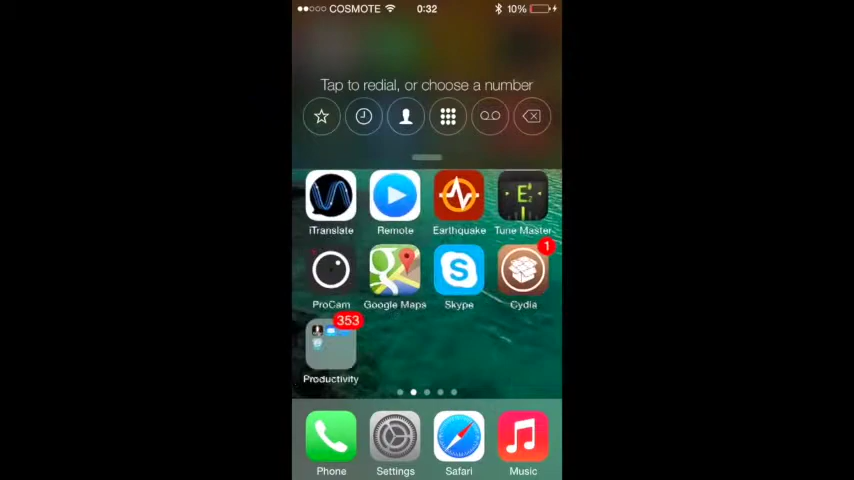 COSMOTE 0:32 10%
Tap to redial, or choose a number
iTranslate Remote Earthquake Tune Master
1
ProCam Google Maps Skype Cydia
353
Productivity
Phone Settings Safari Music